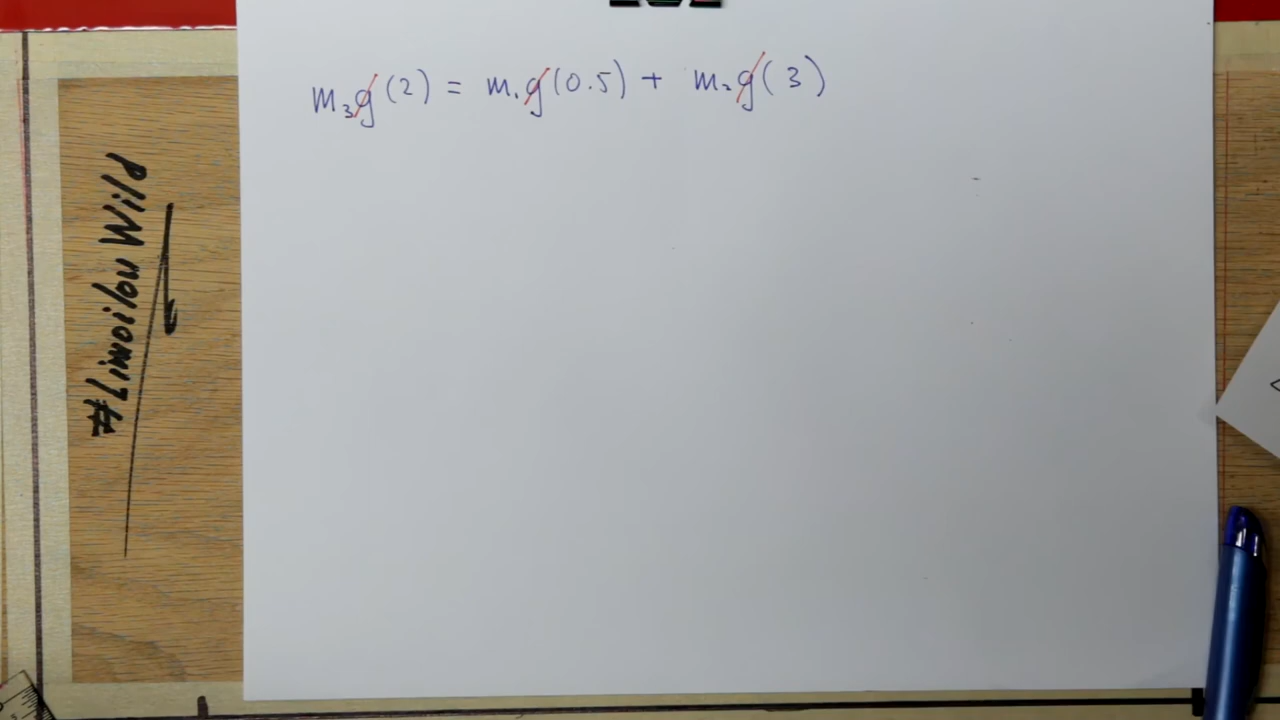 m₃g(2) = m₁g(0.5) + m₂g(3)
#Limoilou Wild